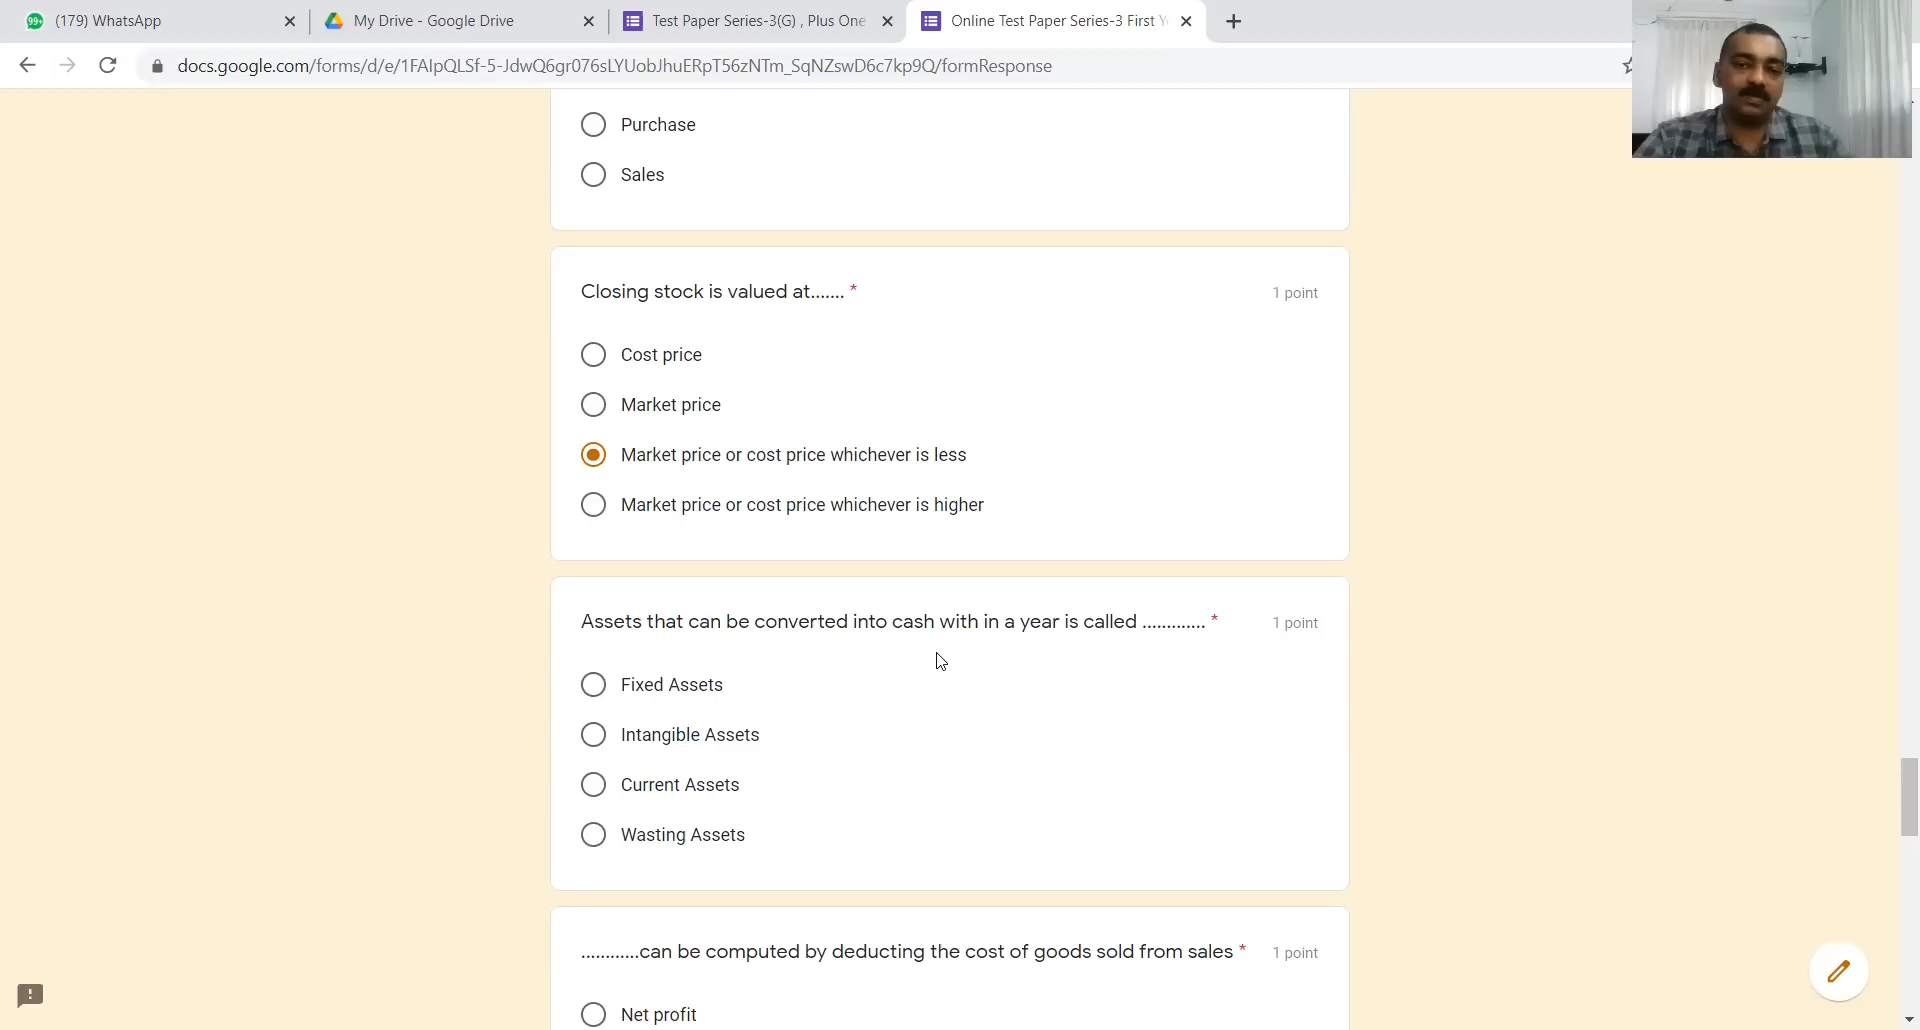 99+ (179) WhatsApp
My Drive - Google Drive
Test Paper Series-3(G) , Plus One
Online Test Paper Series-3 First Y
docs.google.com/forms/d/e/1FAIpQLSf-5-JdwQ6gr076sLYUobJhuERpT56zNTm_SqNZswD6c7kp9Q/formResponse
Purchase
Sales
Closing stock is valued at....... *
1 point
Cost price
Market price
Market price or cost price whichever is less
Market price or cost price whichever is higher
Assets that can be converted into cash with in a year is called ............. *
1 point
Fixed Assets
Intangible Assets
Current Assets
Wasting Assets
............can be computed by deducting the cost of goods sold from sales *
1 point
Net profit